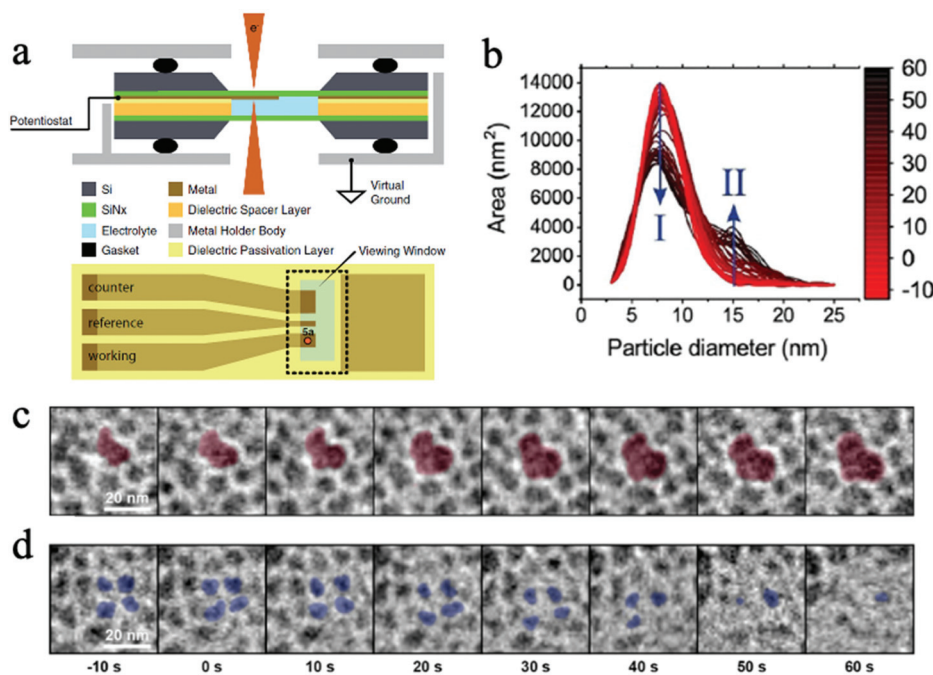 a
e
Potentiostat
Virtual
Ground
Si
SiNx
Electrolyte
Gasket
Metal
Dielectric Spacer Layer
Metal Holder Body
Dielectric Passivation Layer
Viewing Window
counter
reference
working
5a
b
14000
12000
10000
8000
6000
4000
2000
0
Area (nm²)
0 5 10 15 20 25
Particle diameter (nm)
I
II
60
50
40
30
20
10
0
-10
c
20 nm
d
20 nm
-10 s 0 s 10 s 20 s 30 s 40 s 50 s 60 s